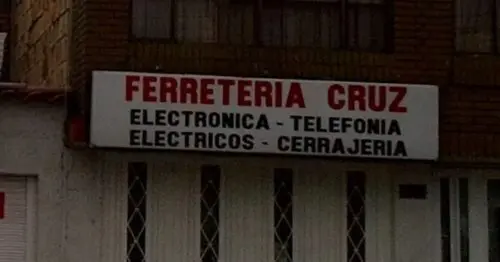 FERRETERIA CRUZ
ELECTRONICA - TELEFONIA
ELECTRICOS - CERRAJERIA